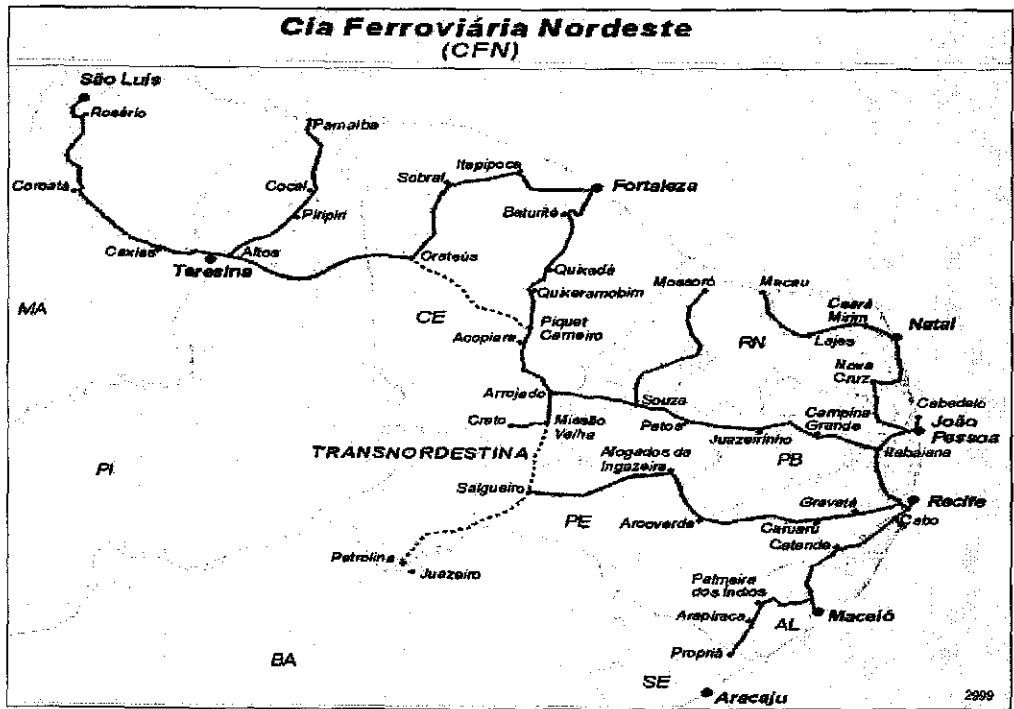 Cia Ferroviária Nordeste
(CFN)
São Luís
Rosário
Parnaiba
Itapipoca
Sobral
Fortaleza
Coroatá
Cocal
Baturité
Piripiri
Caxias
Altos
Crateús
Teresina
Quixadá
Quixeramobim
Mossoró
Macau
MA
Ceará
Mirim
CE
Piquet
Carneiro
Natal
Acopiara
RN
Lajes
Nova
Cruz
Arrojado
Souza
Cabedelo
Campina
Grande
João
Pessoa
Crato
Missão
Velha
Patos
Juazeirinho
Itabaiana
TRANSNORDESTINA
Afogados da
Ingazeira
PB
PI
Salgueiro
Gravatá
Recife
PE
Arcoverde
Caruarú
Cabo
Catende
Petrolina
Juazeiro
Palmeira
dos Índios
Arapiraca
AL
Maceió
Propriá
BA
SE
Aracaju
2999